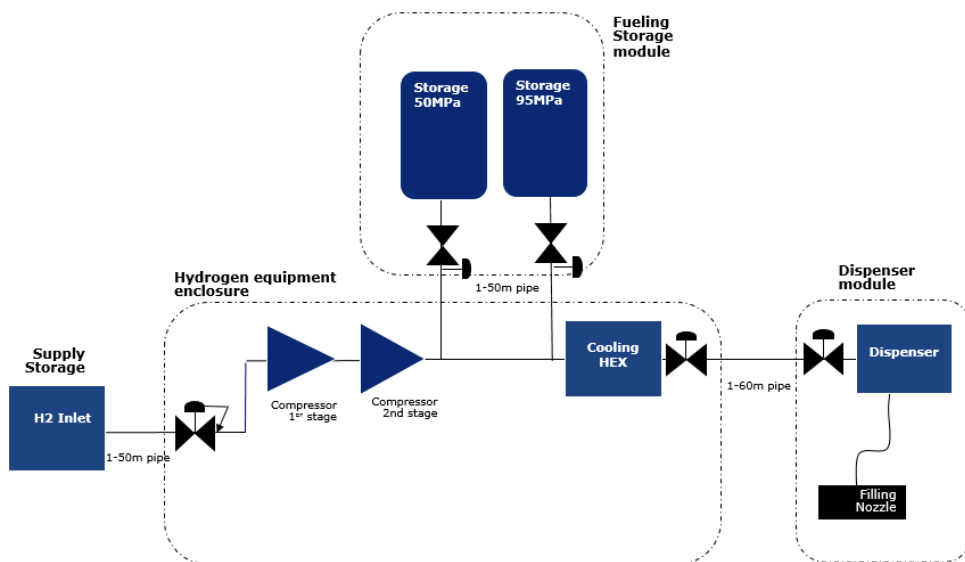 Fueling
Storage
module
Storage
50MPa
Storage
95MPa
Hydrogen equipment
enclosure
1-50m pipe
Dispenser
module
Supply
Storage
H2 Inlet
1-50m pipe
Compressor
1ˢᵗ stage
Compressor
2nd stage
Cooling
HEX
1-60m pipe
Dispenser
Filling
Nozzle